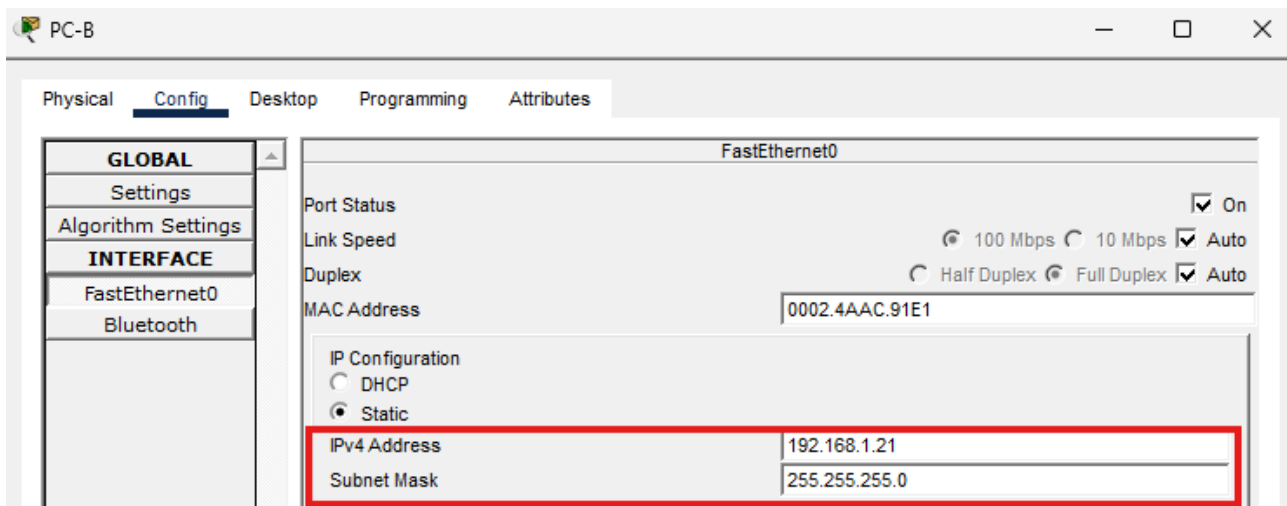 PC-B
Physical Config Desktop Programming Attributes
GLOBAL
Settings
Algorithm Settings
INTERFACE
FastEthernet0
Bluetooth
FastEthernet0
Port Status On
Link Speed 100 Mbps 10 Mbps Auto
Duplex Half Duplex Full Duplex Auto
MAC Address 0002.4AAC.91E1
IP Configuration
DHCP
Static
IPv4 Address 192.168.1.21
Subnet Mask 255.255.255.0